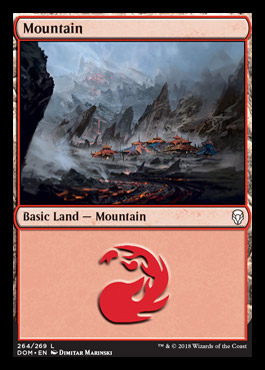 Mountain
Basic Land — Mountain
264/269 L
DOM • EN Dimitar Marinski
™ & © 2018 Wizards of the Coast